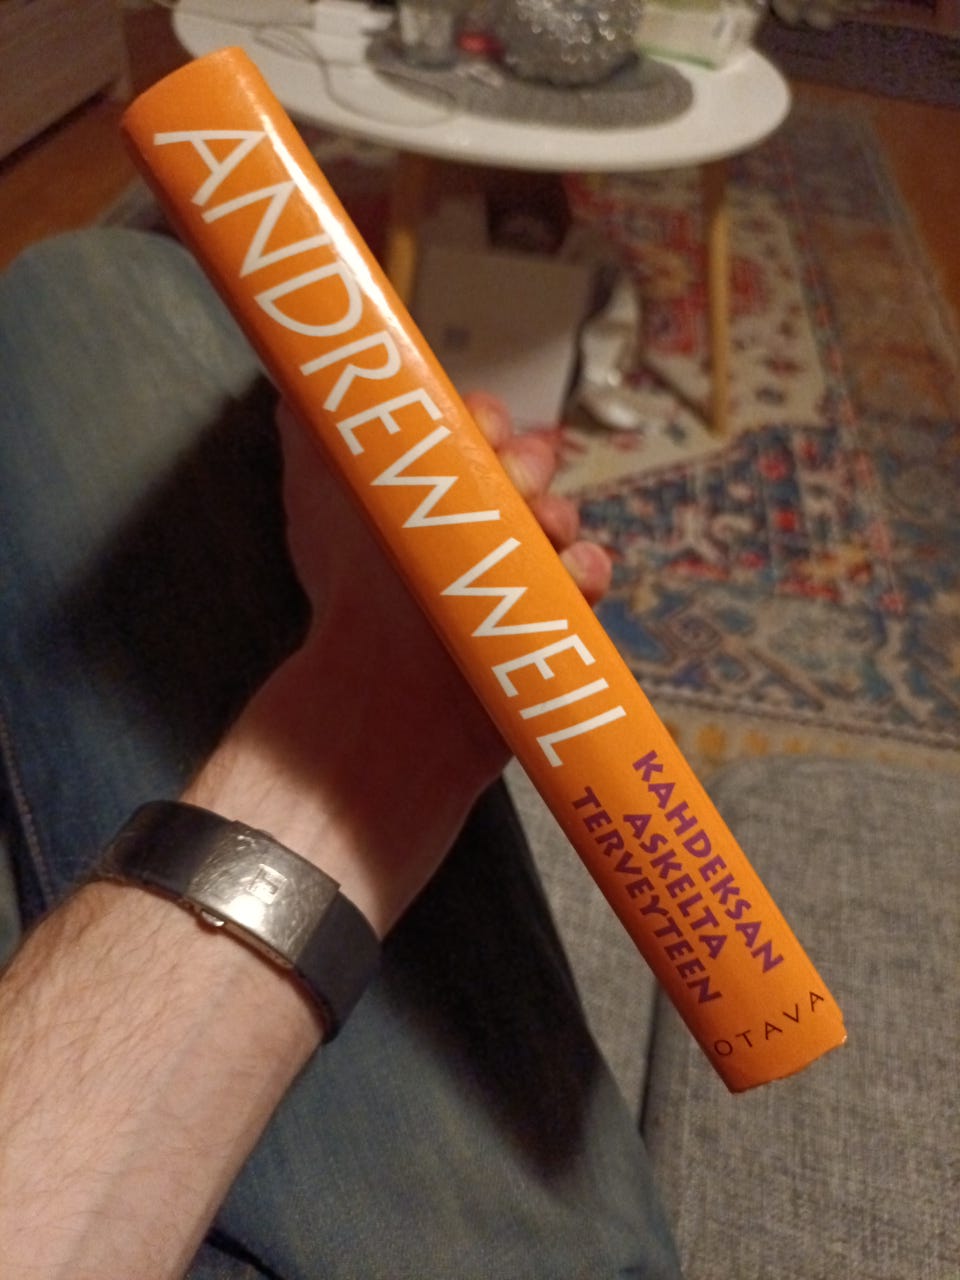 ANDREW WEIL
KAHDEKSAN
ASKELTA
TERVEYTEEN
OTAVA